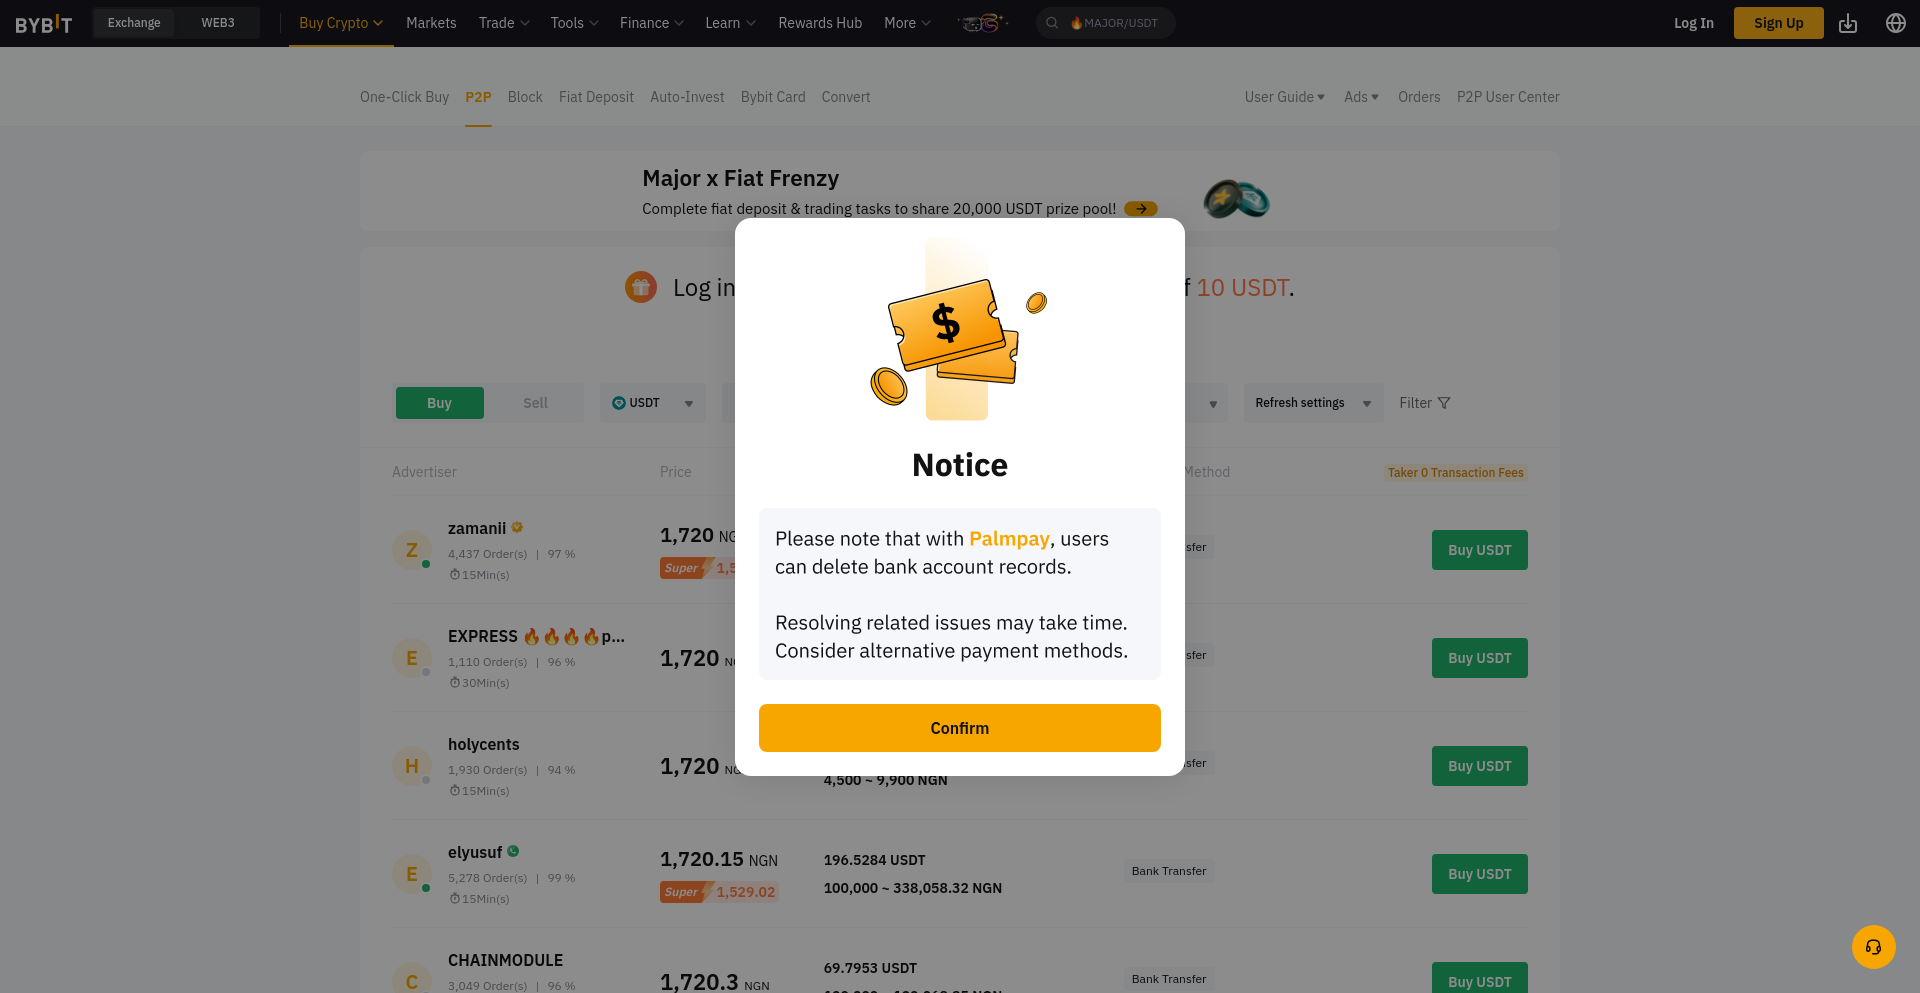 BYBIT
Exchange
WEB3
Buy Crypto
Markets
Trade
Tools
Finance
Learn
Rewards Hub
More
🔥MAJOR/USDT
Log In
Sign Up
One-Click Buy
P2P
Block
Fiat Deposit
Auto-Invest
Bybit Card
Convert
User Guide
Ads
Orders
P2P User Center
Major x Fiat Frenzy
Complete fiat deposit & trading tasks to share 20,000 USDT prize pool!
Log in
10 USDT.
Buy
Sell
USDT
Refresh settings
Filter
Advertiser
Price
Method
Taker 0 Transaction Fees
Z
zamanii
4,437 Order(s) | 97 %
15Min(s)
1,720
Super
Buy USDT
E
EXPRESS 🔥🔥🔥🔥p...
1,110 Order(s) | 96 %
30Min(s)
1,720
Buy USDT
H
holycents
1,930 Order(s) | 94 %
15Min(s)
1,720
4,500 ~ 9,900 NGN
Buy USDT
E
elyusuf
5,278 Order(s) | 99 %
15Min(s)
1,720.15 NGN
Super 1,529.02
196.5284 USDT
100,000 ~ 338,058.32 NGN
Bank Transfer
Buy USDT
C
CHAINMODULE
3,049 Order(s) | 96 %
1,720.3 NGN
69.7953 USDT
Bank Transfer
Buy USDT
$
Notice
Please note that with Palmpay, users
can delete bank account records.
Resolving related issues may take time.
Consider alternative payment methods.
Confirm